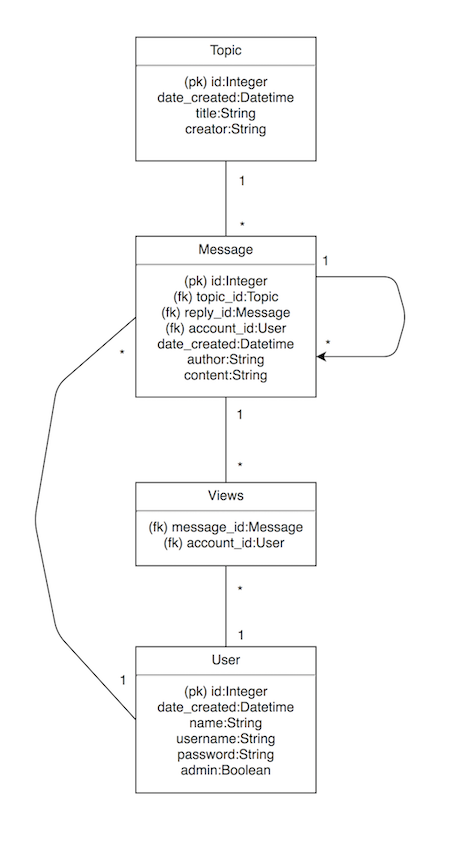 Topic
(pk) id:Integer
date_created:Datetime
title:String
creator:String
1
*
Message
1
(pk) id:Integer
(fk) topic_id:Topic
(fk) reply_id:Message
(fk) account_id:User
date_created:Datetime
*
*
author:String
content:String
1
*
Views
(fk) message_id:Message
(fk) account_id:User
*
1
User
1
(pk) id:Integer
date_created:Datetime
name:String
username:String
password:String
admin:Boolean